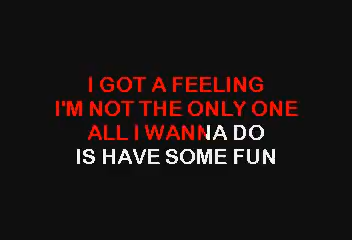 I GOT A FEELING
I'M NOT THE ONLY ONE
ALL I WANNA DO
IS HAVE SOME FUN